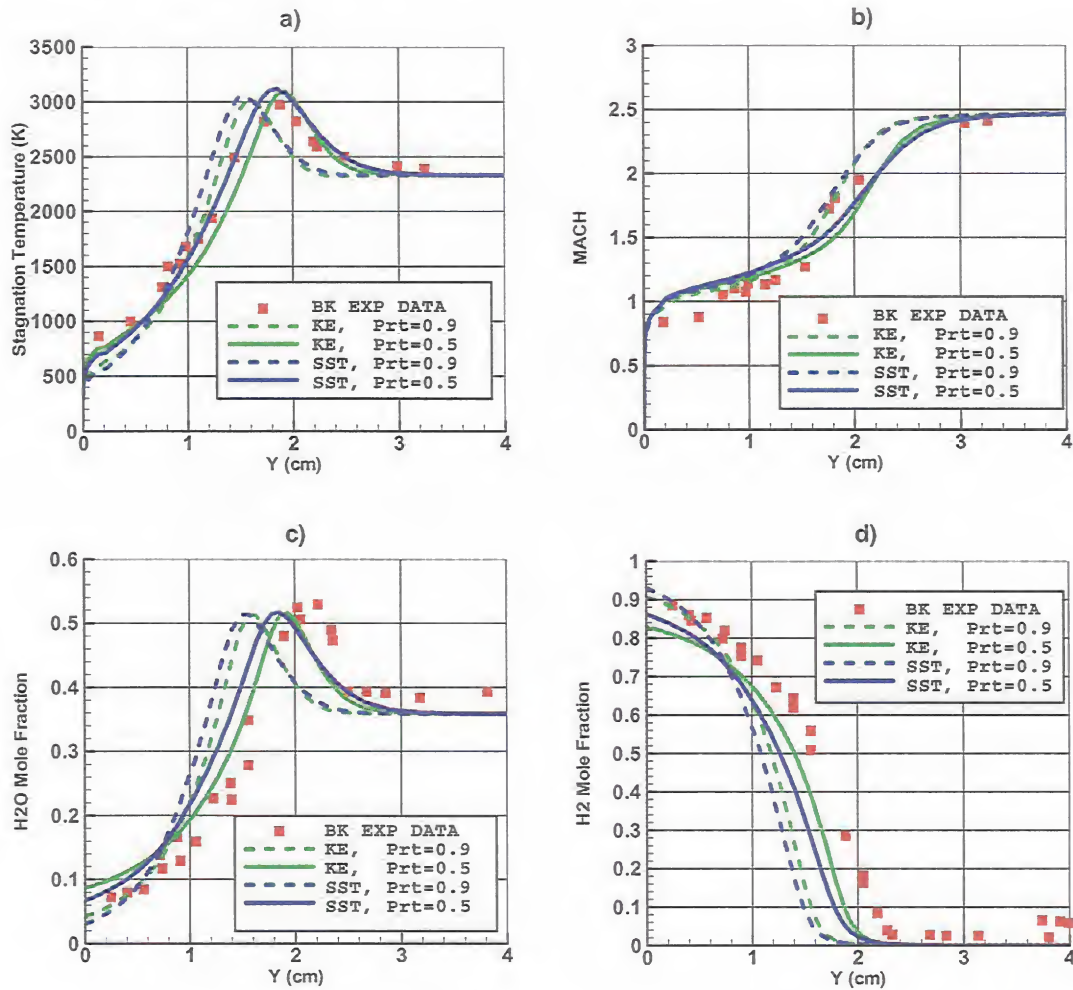 a)
3500
3000
2500
2000
1500
1000
500
0
Stagnation Temperature (K)
BK EXP DATA
KE, Prt=0.9
KE, Prt=0.5
SST, Prt=0.9
SST, Prt=0.5
0 1 2 3 4
Y (cm)
b)
3
2.5
2
1.5
1
0.5
0
MACH
BK EXP DATA
KE, Prt=0.9
KE, Prt=0.5
SST, Prt=0.9
SST, Prt=0.5
0 1 2 3 4
Y (cm)
c)
0.6
0.5
0.4
0.3
0.2
0.1
0
H2O Mole Fraction
BK EXP DATA
KE, Prt=0.9
KE, Prt=0.5
SST, Prt=0.9
SST, Prt=0.5
0 1 2 3 4
Y (cm)
d)
1
0.9
0.8
0.7
0.6
0.5
0.4
0.3
0.2
0.1
0
H2 Mole Fraction
BK EXP DATA
KE, Prt=0.9
KE, Prt=0.5
SST, Prt=0.9
SST, Prt=0.5
0 1 2 3 4
Y (cm)